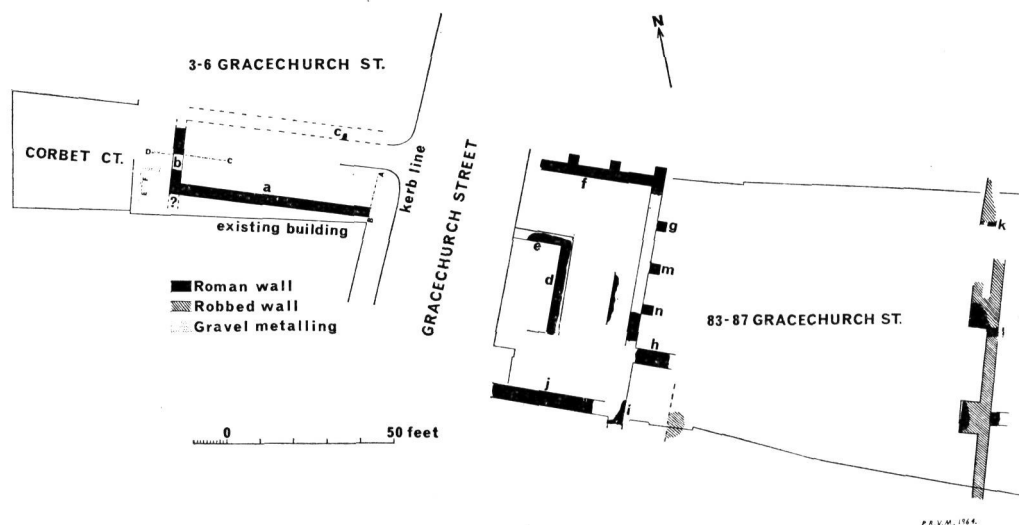 N
3-6 GRACECHURCH ST.
CORBET CT.
D
C
b
c
a
A
B
E
F
?
existing building
kerb line
GRACECHURCH STREET
f
g
e
d
m
n
h
j
i
k
l
83-87 GRACECHURCH ST.
Roman wall
Robbed wall
Gravel metalling
0 50 feet
P.R.V.M. 1964.